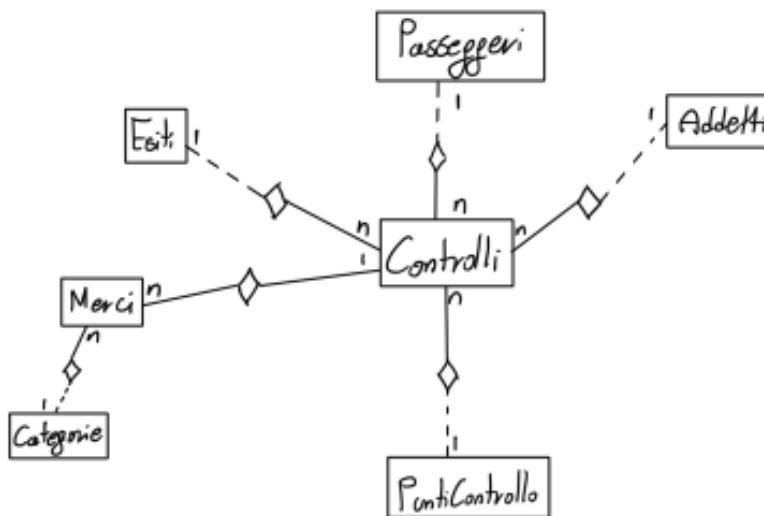 Passeggeri
1
Esiti
1
1
Addetti
n
n
n
Controlli
1
Merci
n
n
n
1
Categorie
1
PuntiControllo